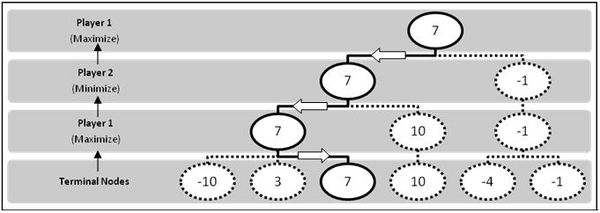 Player 1
(Maximize)
7
Player 2
(Minimize)
7
-1
Player 1
(Maximize)
7
10
-1
Terminal Nodes
-10
3
7
10
-4
-1